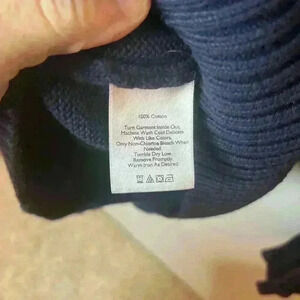 100% Cotton
Turn Garment Inside Out,
Machine Wash Cold Delicate
With Like Colors.
Only Non-Chlorine Bleach When
Needed.
Tumble Dry Low.
Remove Promptly.
Warm Iron As Desired